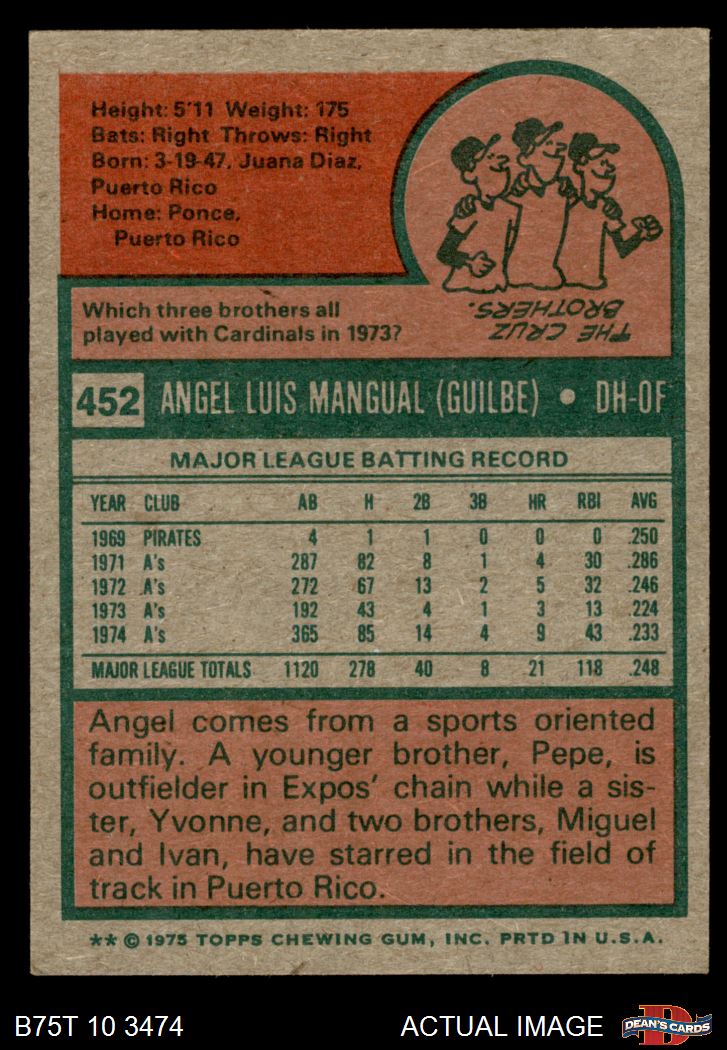 Height: 5'11 Weight: 175
Bats: Right Throws: Right
Born: 3-19-47, Juana Diaz,
Puerto Rico
Home: Ponce,
Puerto Rico
Which three brothers all
played with Cardinals in 1973?
THE CRUZ
BROTHERS.
452 ANGEL LUIS MANGUAL (GUILBE) • DH-OF
MAJOR LEAGUE BATTING RECORD
YEAR CLUB AB H 2B 3B HR RBI AVG
1969 PIRATES 4 1 1 0 0 0 .250
1971 A's 287 82 8 1 4 30 .286
1972 A's 272 67 13 2 5 32 .246
1973 A's 192 43 4 1 3 13 .224
1974 A's 365 85 14 4 9 43 .233
MAJOR LEAGUE TOTALS 1120 278 40 8 21 118 .248
Angel comes from a sports oriented
family. A younger brother, Pepe, is
outfielder in Expos' chain while a sis-
ter, Yvonne, and two brothers, Miguel
and Ivan, have starred in the field of
track in Puerto Rico.
** © 1975 TOPPS CHEWING GUM, INC. PRTD IN U.S.A.
B75T 10 3474 ACTUAL IMAGE
D
DEAN'S CARDS